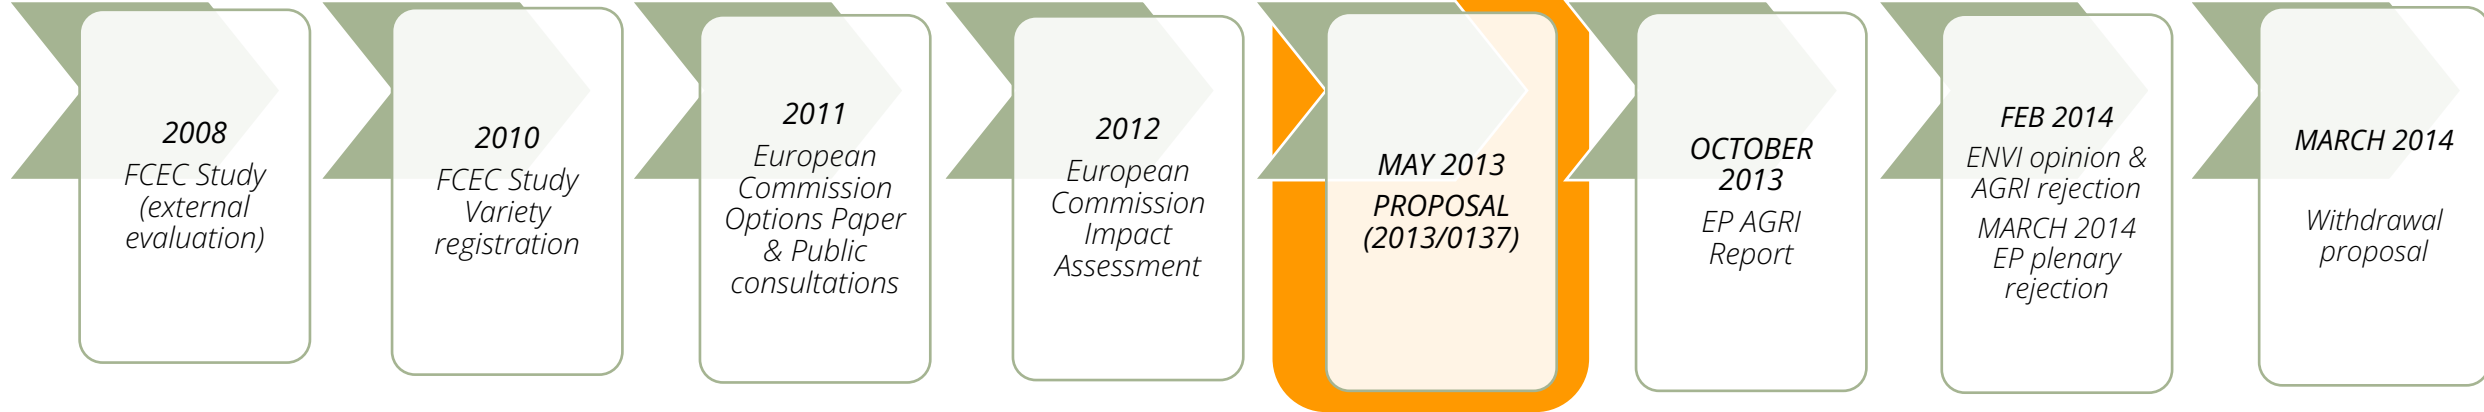 2008
FCEC Study
(external
evaluation)
2010
FCEC Study
Variety
registration
2011
European
Commission
Options Paper
& Public
consultations
2012
European
Commission
Impact
Assessment
MAY 2013
PROPOSAL
(2013/0137)
OCTOBER
2013
EP AGRI
Report
FEB 2014
ENVI opinion &
AGRI rejection
MARCH 2014
EP plenary
rejection
MARCH 2014
Withdrawal
proposal